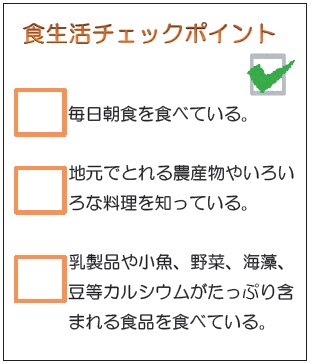 食生活チェックポイント
毎日朝食を食べている。
地元でとれる農産物やいろい
ろな料理を知っている。
乳製品や小魚、野菜、海藻、
豆等カルシウムがたっぷり含
まれる食品を食べている。